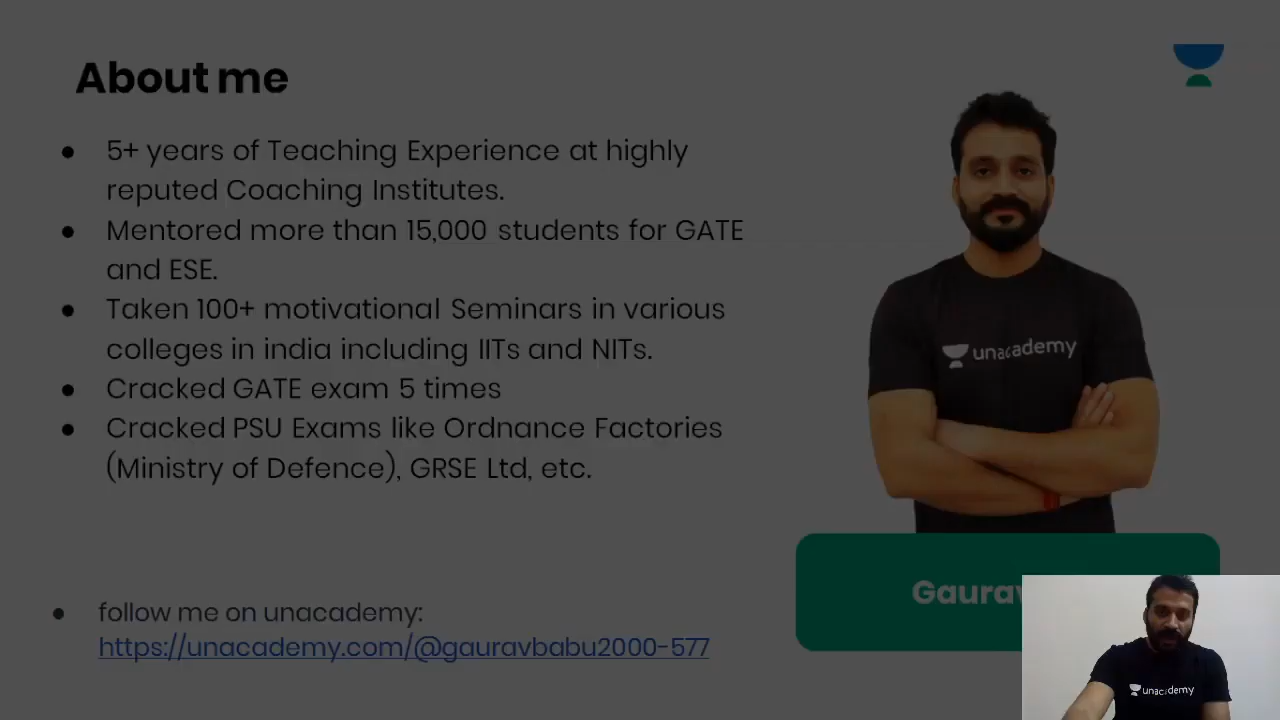 About me
● 5+ years of Teaching Experience at highly
reputed Coaching Institutes.
● Mentored more than 15,000 students for GATE
and ESE.
● Taken 100+ motivational Seminars in various
colleges in india including IITs and NITs.
● Cracked GATE exam 5 times
● Cracked PSU Exams like Ordnance Factories
(Ministry of Defence), GRSE Ltd, etc.
● follow me on unacademy:
https://unacademy.com/@gauravbabu2000-577
unacademy
Gaurav
unacademy